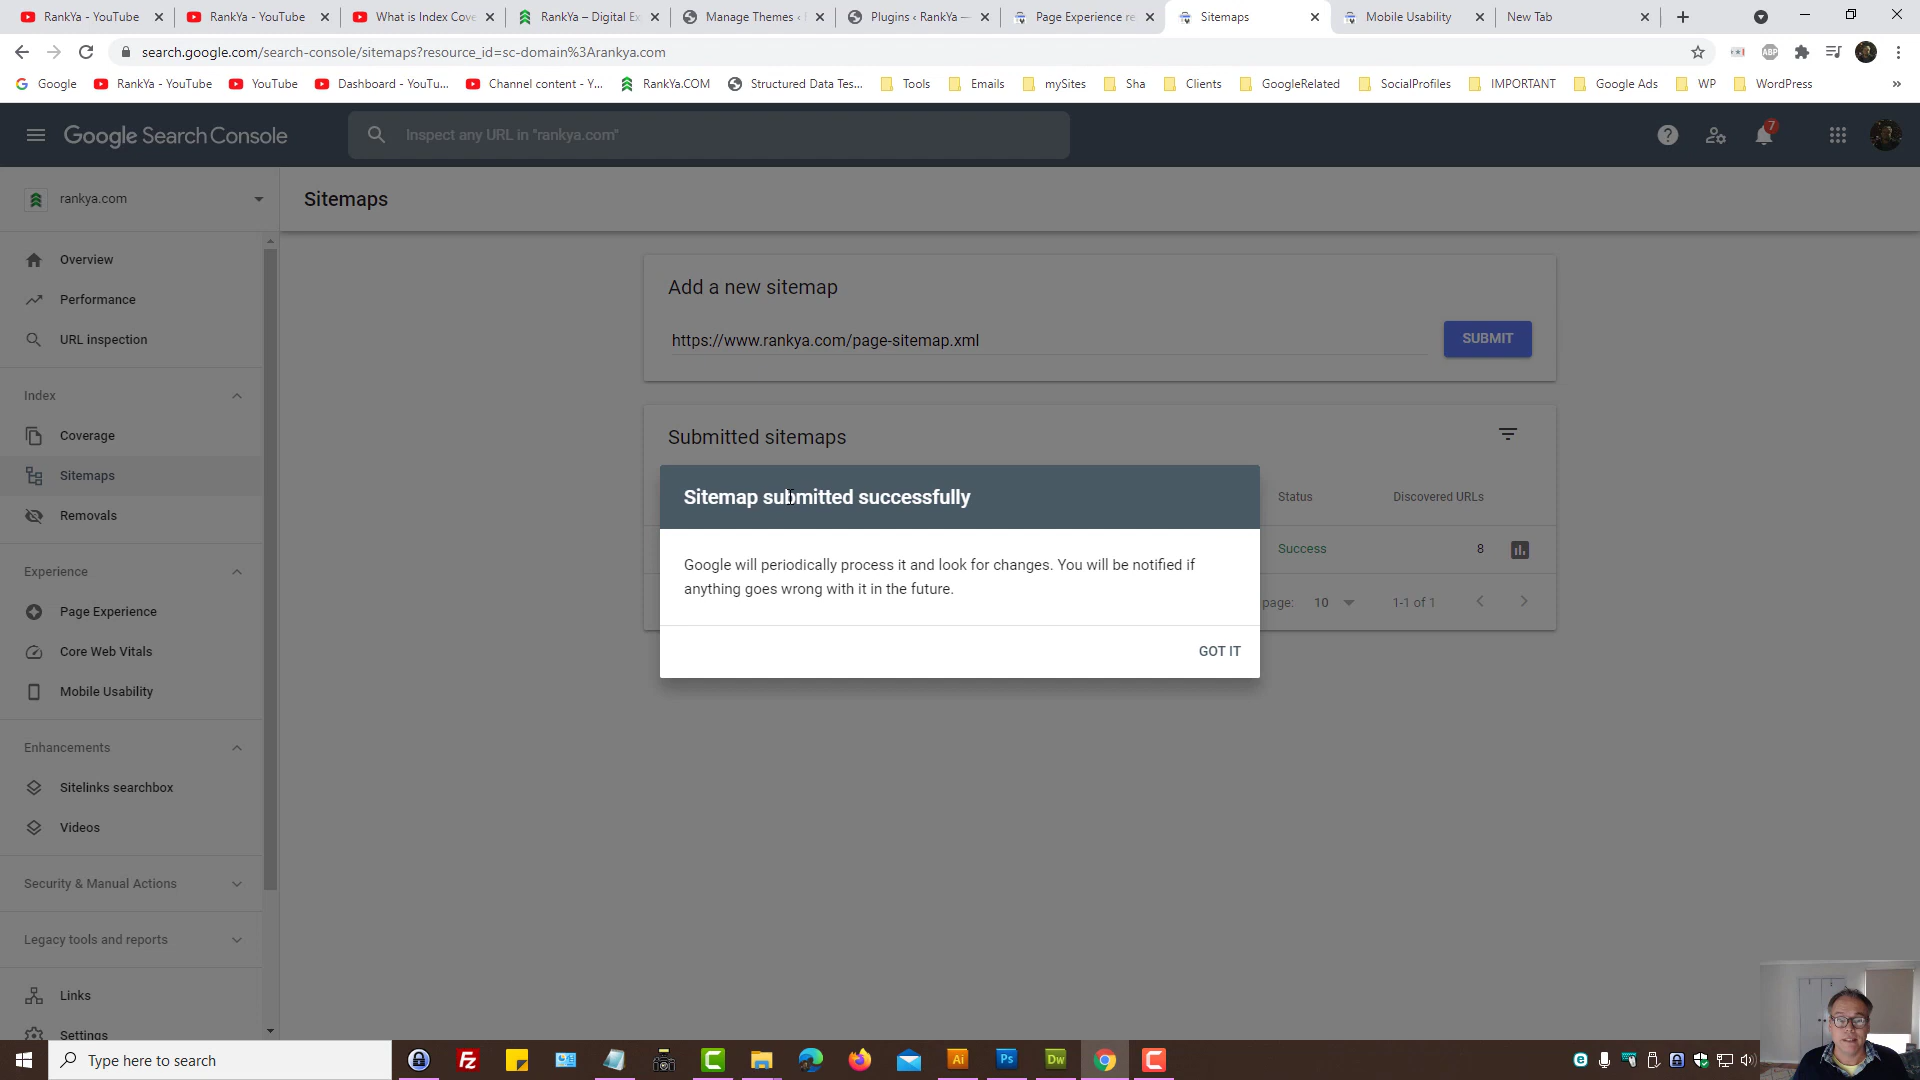 RankYa - YouTube
RankYa - YouTube
What is Index Cove
RankYa – Digital Ex
Manage Themes ‹
Plugins ‹ RankYa —
Page Experience re
Sitemaps
Mobile Usability
New Tab
search.google.com/search-console/sitemaps?resource_id=sc-domain%3Arankya.com
ABP
Google
RankYa - YouTube
YouTube
Dashboard - YouTu...
Channel content - Y...
RankYa.COM
Structured Data Tes...
Tools
Emails
mySites
Sha
Clients
GoogleRelated
SocialProfiles
IMPORTANT
Google Ads
WP
WordPress
»
Google Search Console
Inspect any URL in "rankya.com"
7
rankya.com
Sitemaps
Overview
Performance
URL inspection
Index
Coverage
Sitemaps
Removals
Experience
Page Experience
Core Web Vitals
Mobile Usability
Enhancements
Sitelinks searchbox
Videos
Security & Manual Actions
Legacy tools and reports
Links
Settings
Add a new sitemap
https://www.rankya.com/page-sitemap.xml
SUBMIT
Submitted sitemaps
Status
Discovered URLs
Success
8
page:
10
1-1 of 1
Sitemap submitted successfully
Google will periodically process it and look for changes. You will be notified if
anything goes wrong with it in the future.
GOT IT
Type here to search
Fz
Ai
Ps
Dw